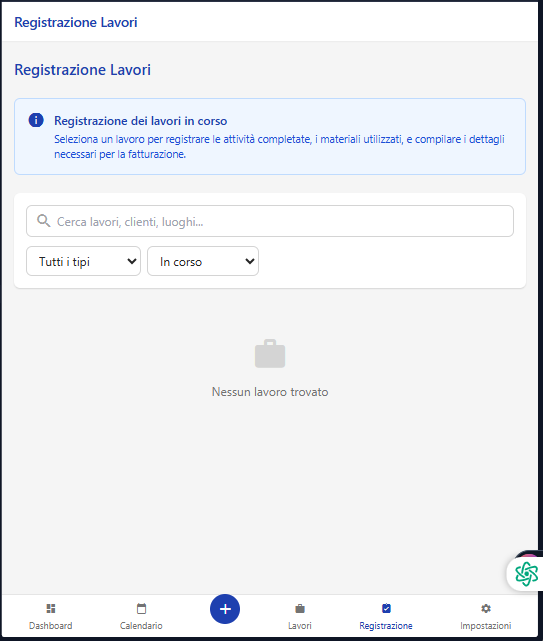 Registrazione Lavori
Registrazione Lavori
Registrazione dei lavori in corso
Seleziona un lavoro per registrare le attività completate, i materiali utilizzati, e compilare i dettagli
necessari per la fatturazione.
Cerca lavori, clienti, luoghi...
Tutti i tipi
In corso
Nessun lavoro trovato
Dashboard
Calendario
Lavori
Registrazione
Impostazioni